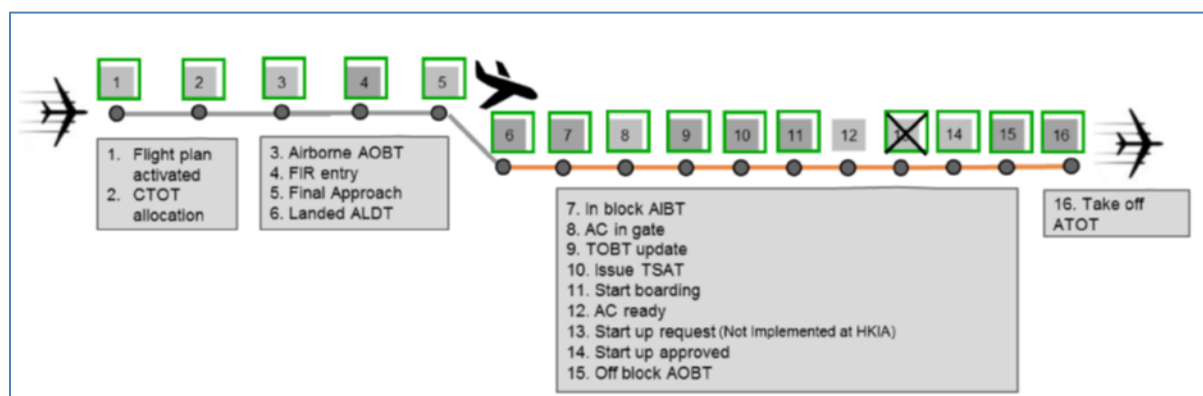 1
2
3
4
5
6
7
8
9
10
11
12
14
15
16
1. Flight plan
activated
2. CTOT
allocation
3. Airborne AOBT
4. FIR entry
5. Final Approach
6. Landed ALDT
7. In block AIBT
8. AC in gate
9. TOBT update
10. Issue TSAT
11. Start boarding
12. AC ready
13. Start up request (Not Implemented at HKIA)
14. Start up approved
15. Off block AOBT
16. Take off
ATOT